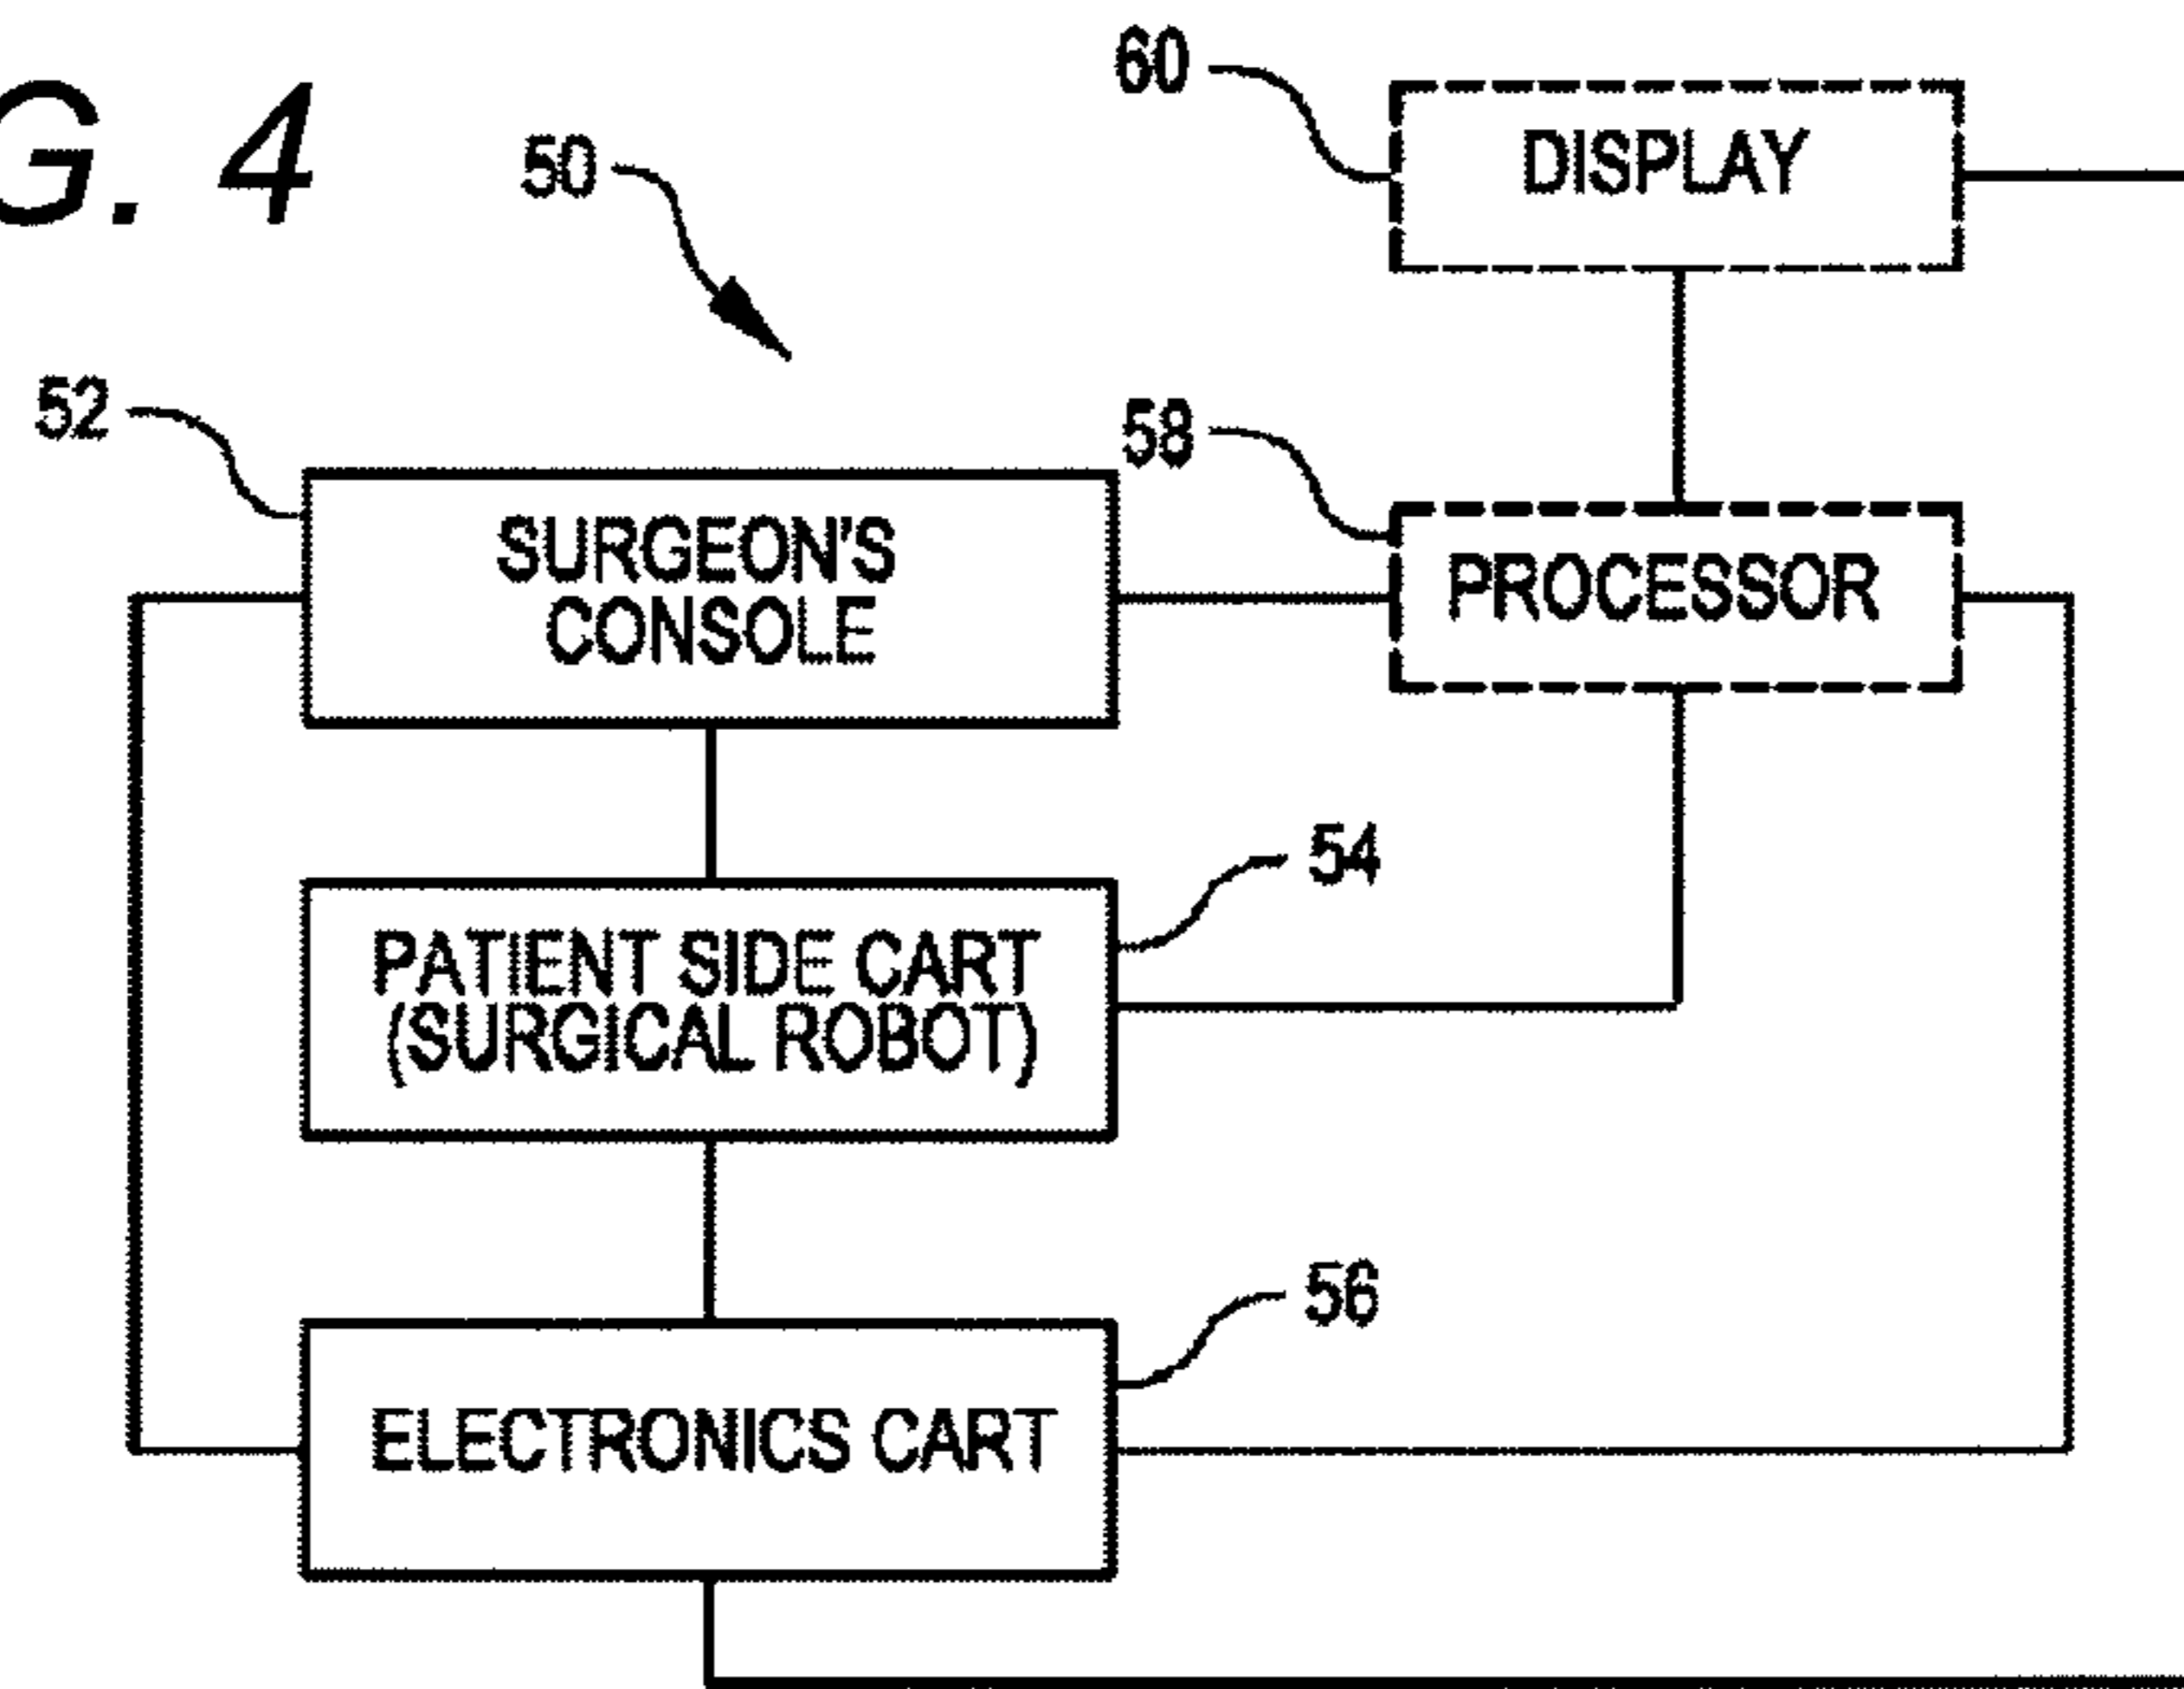 G. 4
50
60
DISPLAY
52
58
SURGEON'S
CONSOLE
PROCESSOR
54
PATIENT SIDE CART
(SURGICAL ROBOT)
56
ELECTRONICS CART